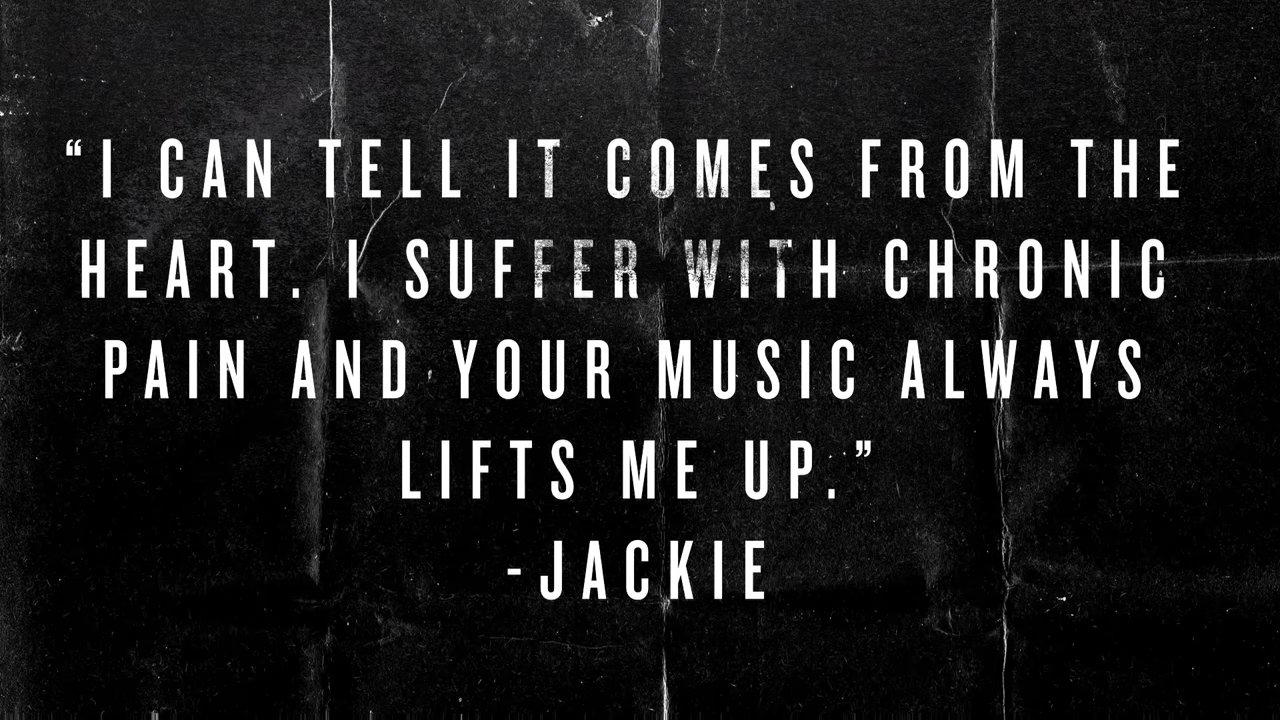 “I CAN TELL IT COMES FROM THE
HEART. I SUFFER WITH CHRONIC
PAIN AND YOUR MUSIC ALWAYS
LIFTS ME UP.”
-JACKIE